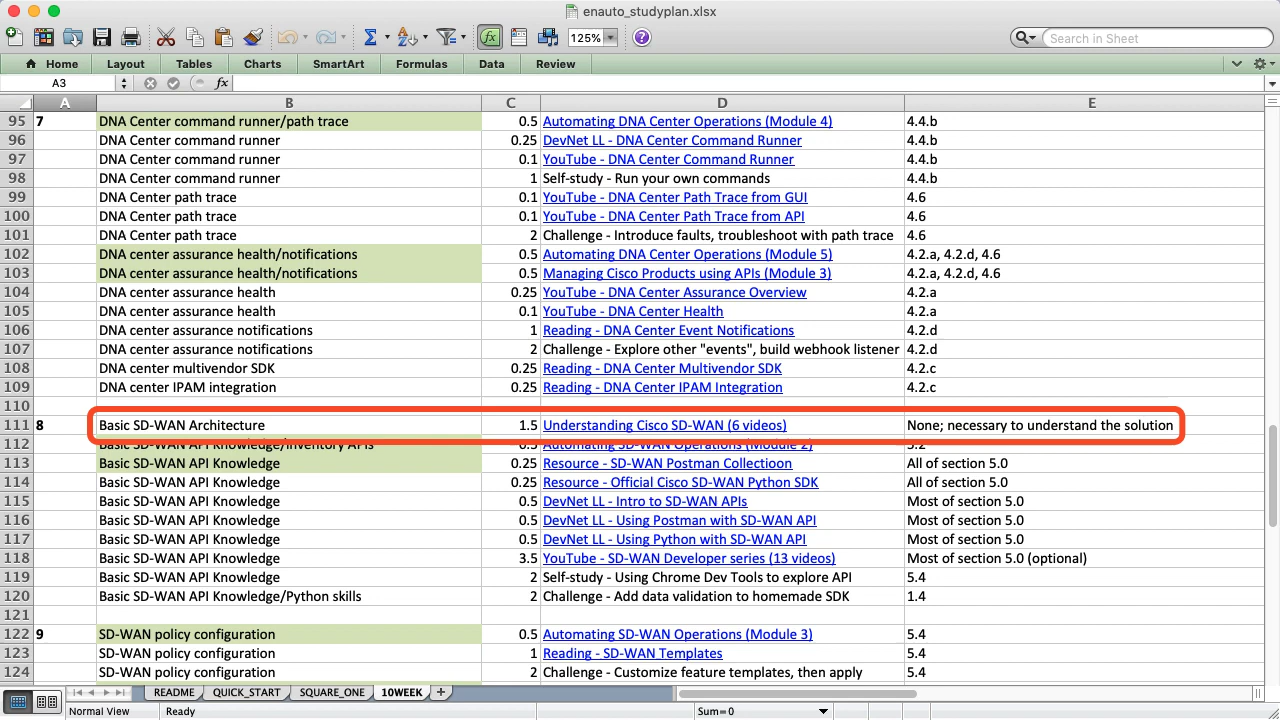 enauto_studyplan.xlsx
125%
Search in Sheet
Home Layout Tables Charts SmartArt Formulas Data Review
A3 fx
A B C D E
95 7 DNA Center command runner/path trace 0.5 Automating DNA Center Operations (Module 4) 4.4.b
96 DNA Center command runner 0.25 DevNet LL - DNA Center Command Runner 4.4.b
97 DNA Center command runner 0.1 YouTube - DNA Center Command Runner 4.4.b
98 DNA Center command runner 1 Self-study - Run your own commands 4.4.b
99 DNA Center path trace 0.1 YouTube - DNA Center Path Trace from GUI 4.6
100 DNA Center path trace 0.1 YouTube - DNA Center Path Trace from API 4.6
101 DNA Center path trace 2 Challenge - Introduce faults, troubleshoot with path trace 4.6
102 DNA center assurance health/notifications 0.5 Automating DNA Center Operations (Module 5) 4.2.a, 4.2.d, 4.6
103 DNA center assurance health/notifications 0.5 Managing Cisco Products using APIs (Module 3) 4.2.a, 4.2.d, 4.6
104 DNA center assurance health 0.25 YouTube - DNA Center Assurance Overview 4.2.a
105 DNA center assurance health 0.1 YouTube - DNA Center Health 4.2.a
106 DNA center assurance notifications 1 Reading - DNA Center Event Notifications 4.2.d
107 DNA center assurance notifications 2 Challenge - Explore other "events", build webhook listener 4.2.d
108 DNA center multivendor SDK 0.25 Reading - DNA Center Multivendor SDK 4.2.c
109 DNA center IPAM integration 0.25 Reading - DNA Center IPAM Integration 4.2.c
110
111 8 Basic SD-WAN Architecture 1.5 Understanding Cisco SD-WAN (6 videos) None; necessary to understand the solution
112 Basic SD-WAN API Knowledge/Inventory APIs 0.5 Automating SD-WAN Operations (Module 2) 5.2
113 Basic SD-WAN API Knowledge 0.25 Resource - SD-WAN Postman Collectioon All of section 5.0
114 Basic SD-WAN API Knowledge 0.25 Resource - Official Cisco SD-WAN Python SDK All of section 5.0
115 Basic SD-WAN API Knowledge 0.5 DevNet LL - Intro to SD-WAN APIs Most of section 5.0
116 Basic SD-WAN API Knowledge 0.5 DevNet LL - Using Postman with SD-WAN API Most of section 5.0
117 Basic SD-WAN API Knowledge 0.5 DevNet LL - Using Python with SD-WAN API Most of section 5.0
118 Basic SD-WAN API Knowledge 3.5 YouTube - SD-WAN Developer series (13 videos) Most of section 5.0 (optional)
119 Basic SD-WAN API Knowledge 2 Self-study - Using Chrome Dev Tools to explore API 5.4
120 Basic SD-WAN API Knowledge/Python skills 2 Challenge - Add data validation to homemade SDK 1.4
121
122 9 SD-WAN policy configuration 0.5 Automating SD-WAN Operations (Module 3) 5.4
123 SD-WAN policy configuration 1 Reading - SD-WAN Templates 5.4
124 SD-WAN policy configuration 2 Challenge - Customize feature templates, then apply 5.4
README QUICK_START SQUARE_ONE 10WEEK
Normal View Ready Sum=0